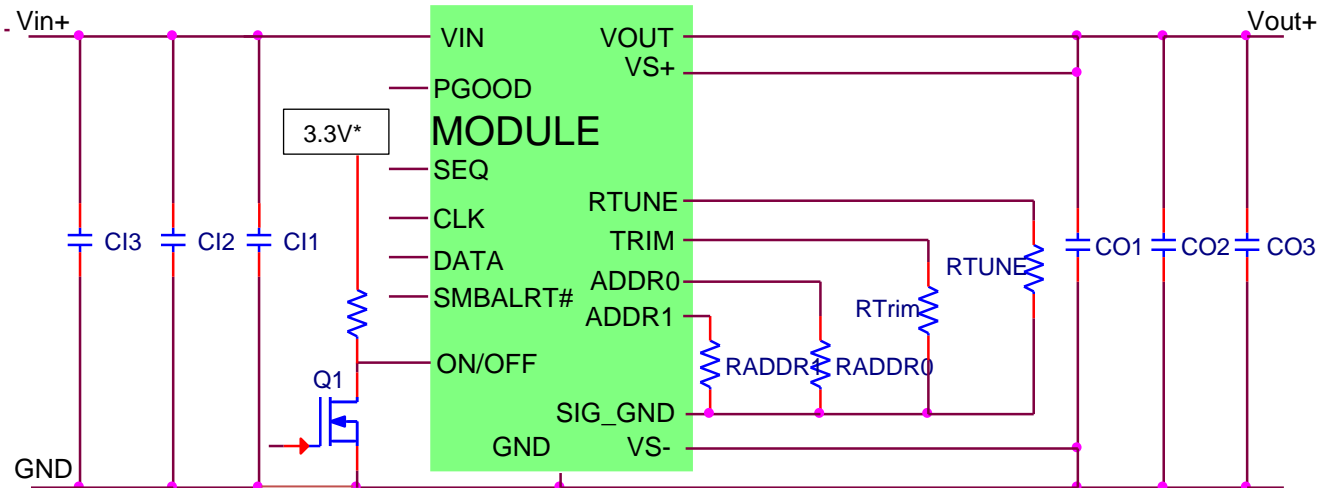 Vin+
Vout+
VIN
VOUT
VS+
PGOOD
MODULE
3.3V*
SEQ
RTUNE
CLK
TRIM
CI3
CI2
CI1
CO1
CO2
CO3
DATA
RTUNE
ADDR0
SMBALRT#
RTrim
ADDR1
ON/OFF
RADDR1
RADDR0
Q1
SIG_GND
GND
VS-
GND